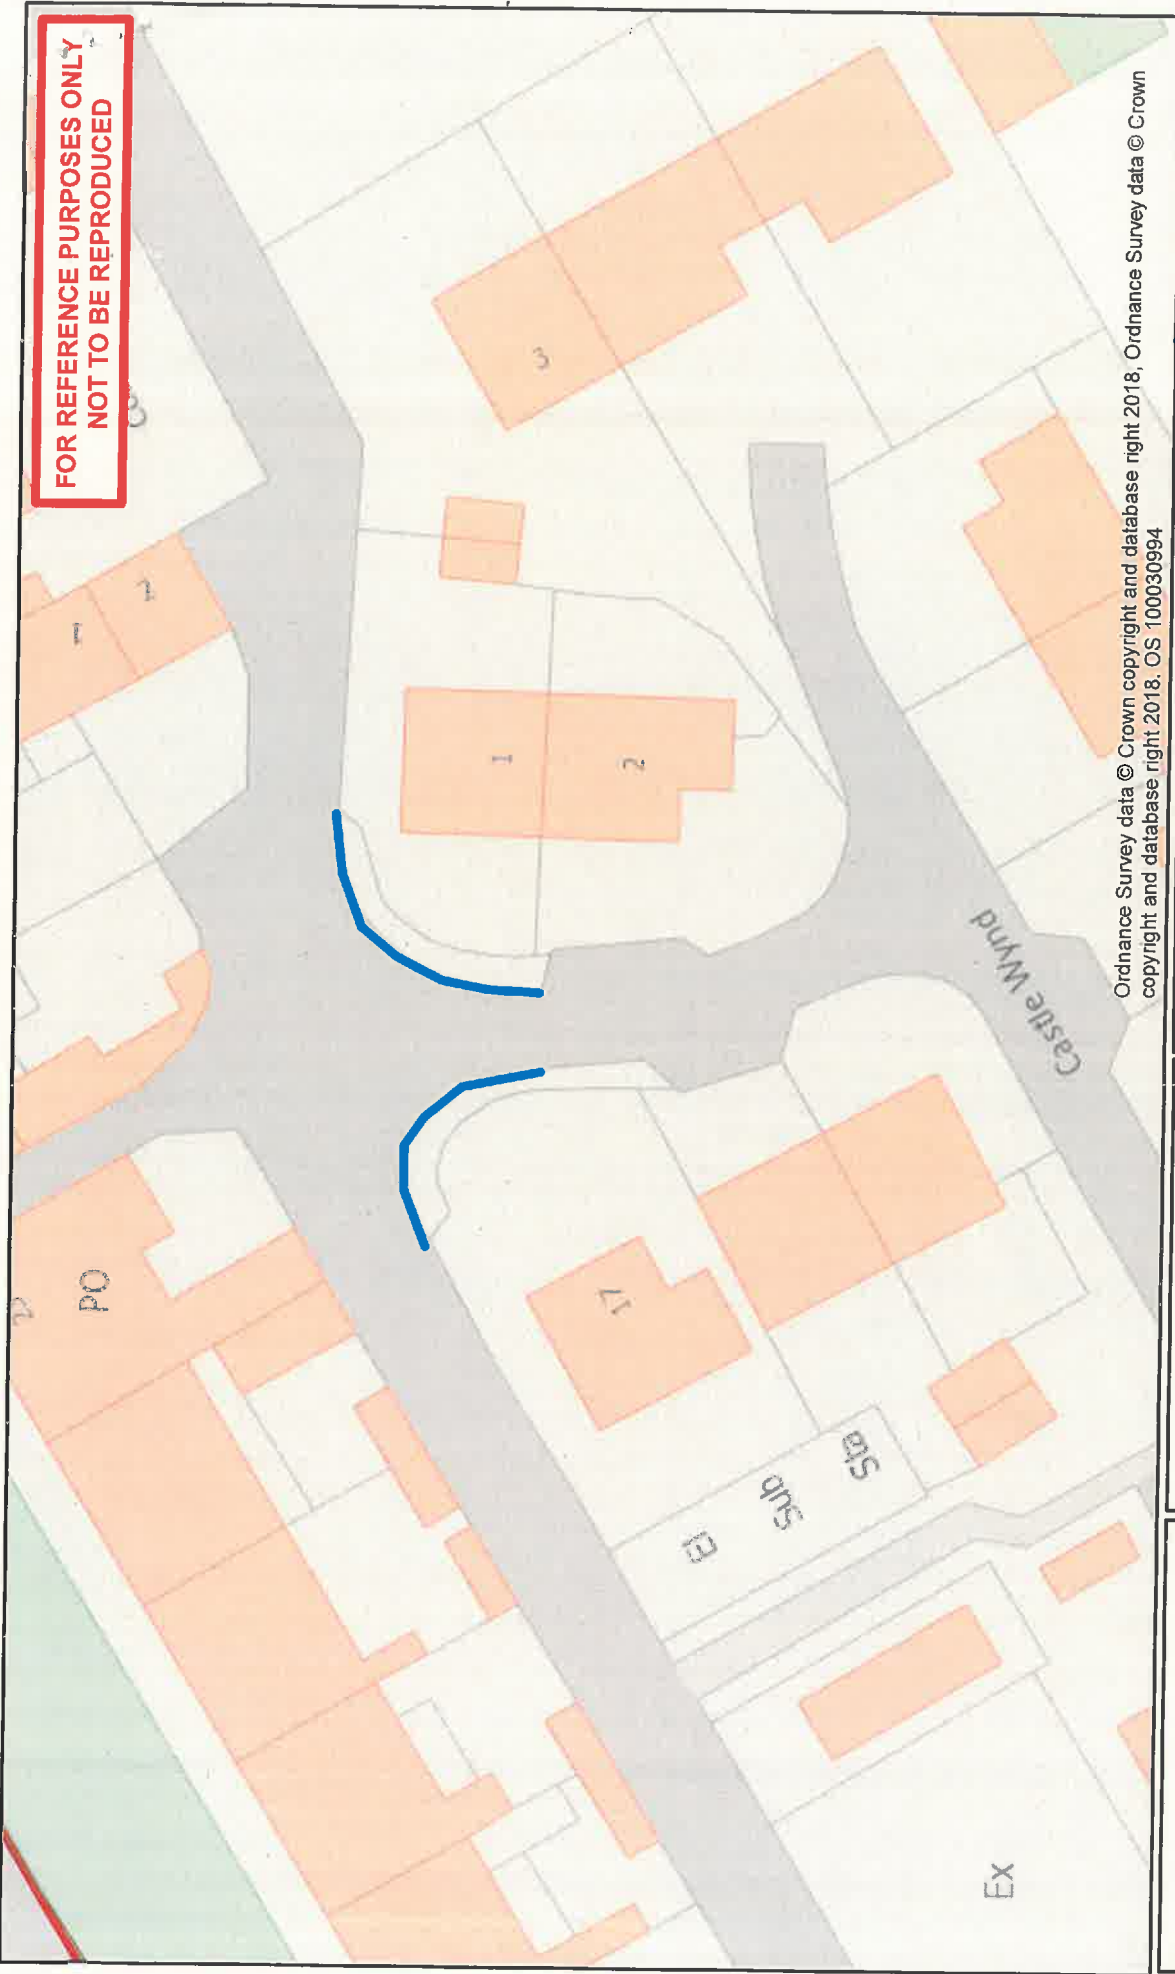 FOR REFERENCE PURPOSES ONLY
NOT TO BE REPRODUCED
3
1
2
1
2
Castle Wynd
PO
17
El
Sub
Sta
EX
Ordnance Survey data © Crown copyright and database right 2018, Ordnance Survey data © Crown
copyright and database right 2018. OS 100030994